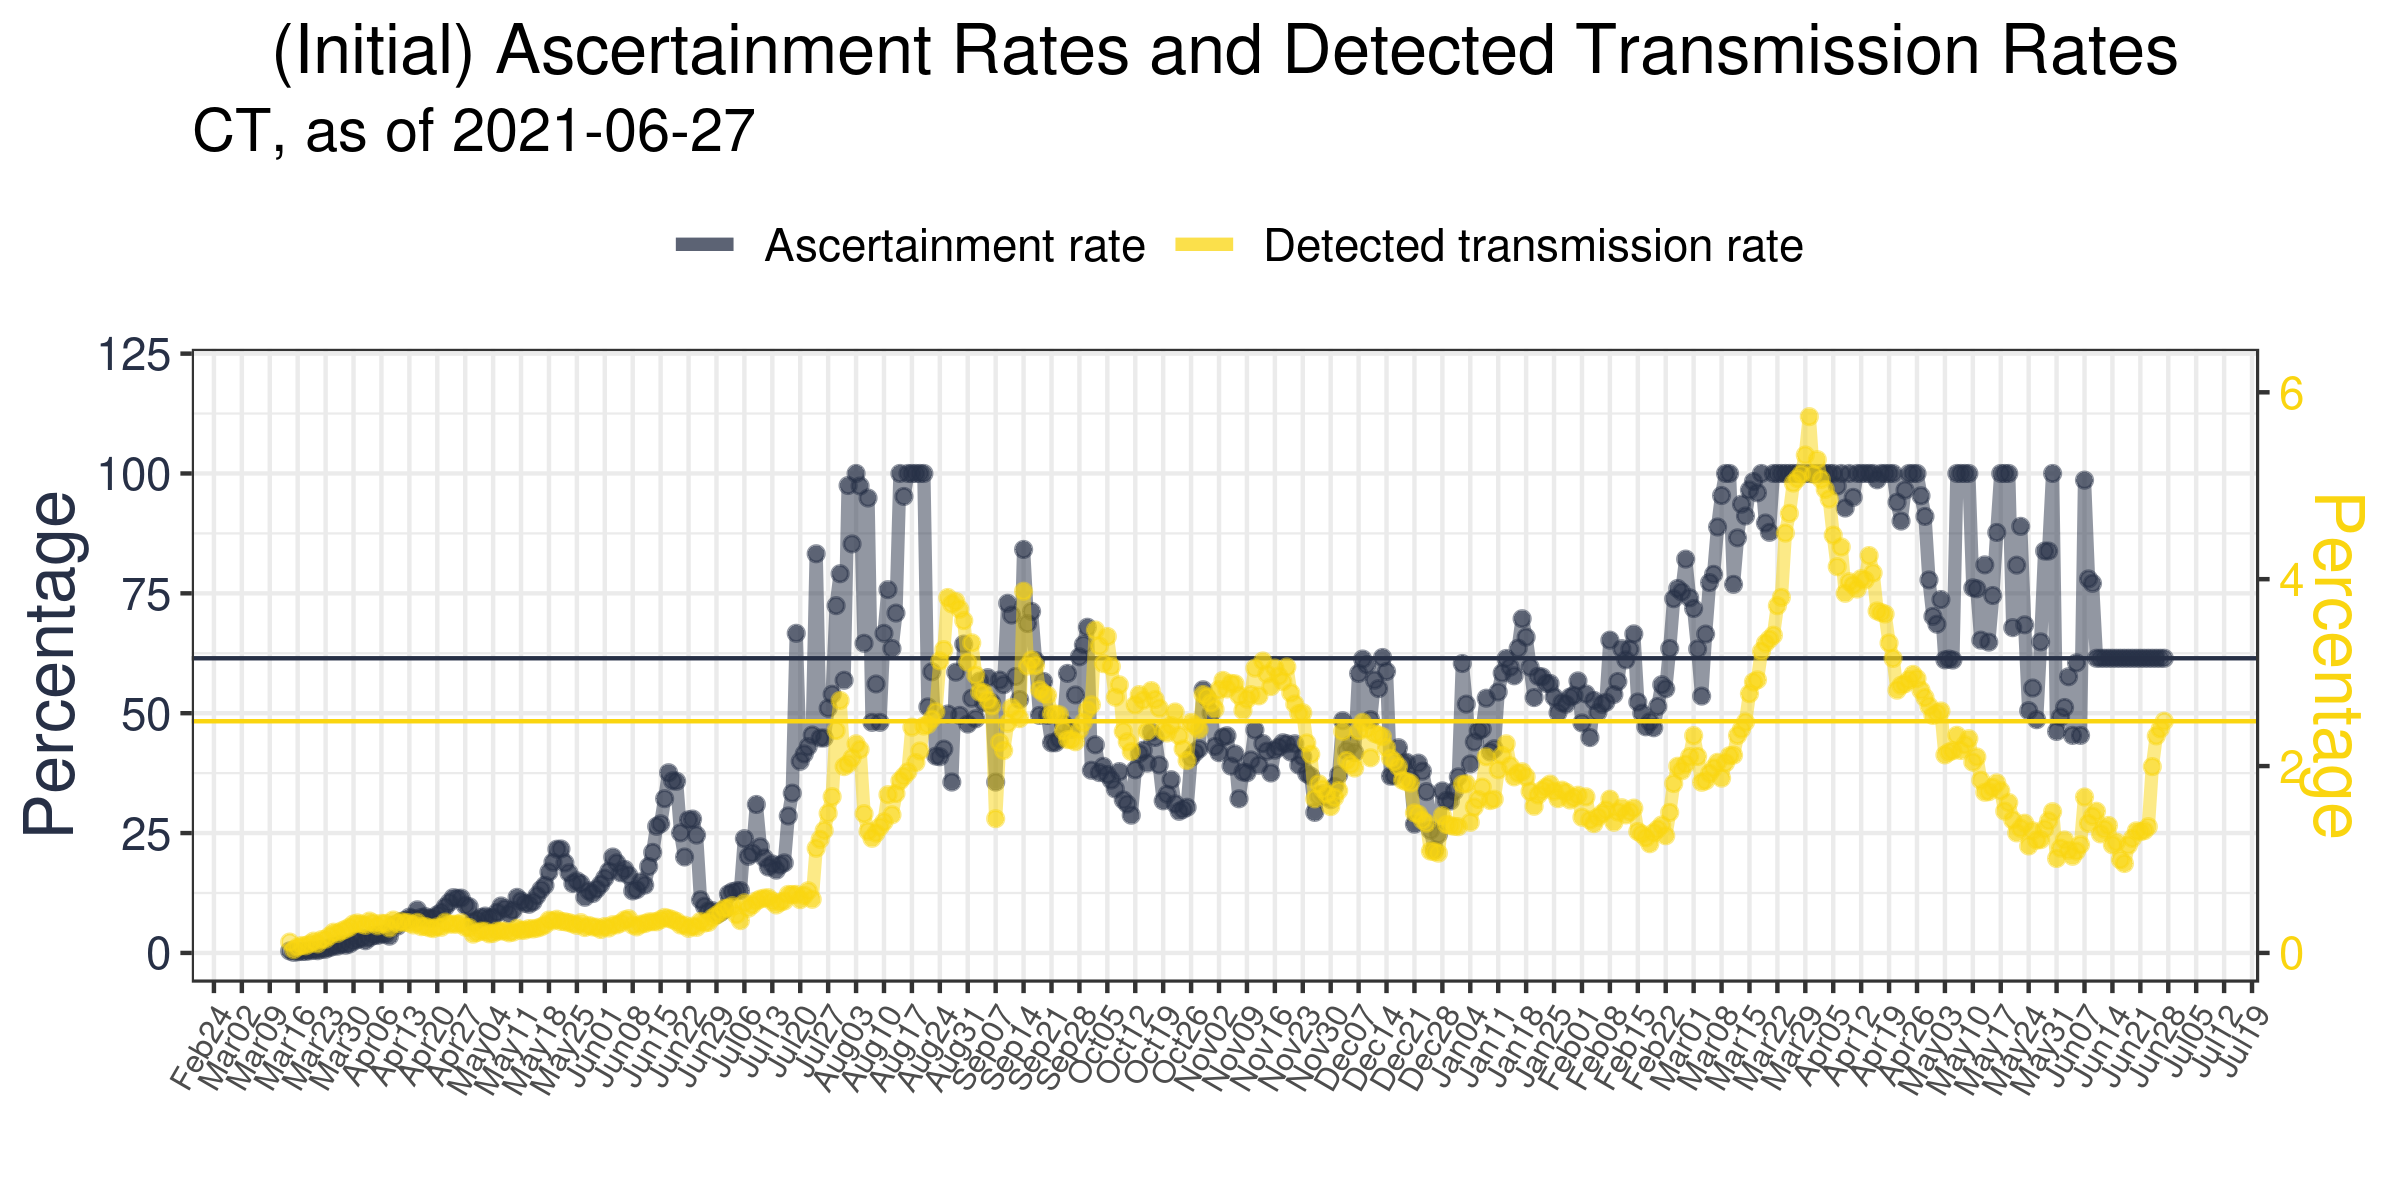 (Initial) Ascertainment Rates and Detected Transmission Rates
CT, as of 2021-06-27
Ascertainment rate
Detected transmission rate
Percentage
125
100
75
50
25
0
6
4
2
0
Percentage
Feb24
Mar02
Mar09
Mar16
Mar23
Mar30
Apr06
Apr13
Apr20
Apr27
May04
May11
May18
May25
Jun01
Jun08
Jun15
Jun22
Jun29
Jul06
Jul13
Jul20
Jul27
Aug03
Aug10
Aug17
Aug24
Aug31
Sep07
Sep14
Sep21
Sep28
Oct05
Oct12
Oct19
Oct26
Nov02
Nov09
Nov16
Nov23
Nov30
Dec07
Dec14
Dec21
Dec28
Jan04
Jan11
Jan18
Jan25
Feb01
Feb08
Feb15
Feb22
Mar01
Mar08
Mar15
Mar22
Mar29
Apr05
Apr12
Apr19
Apr26
May03
May10
May17
May24
May31
Jun07
Jun14
Jun21
Jun28
Jul05
Jul12
Jul19